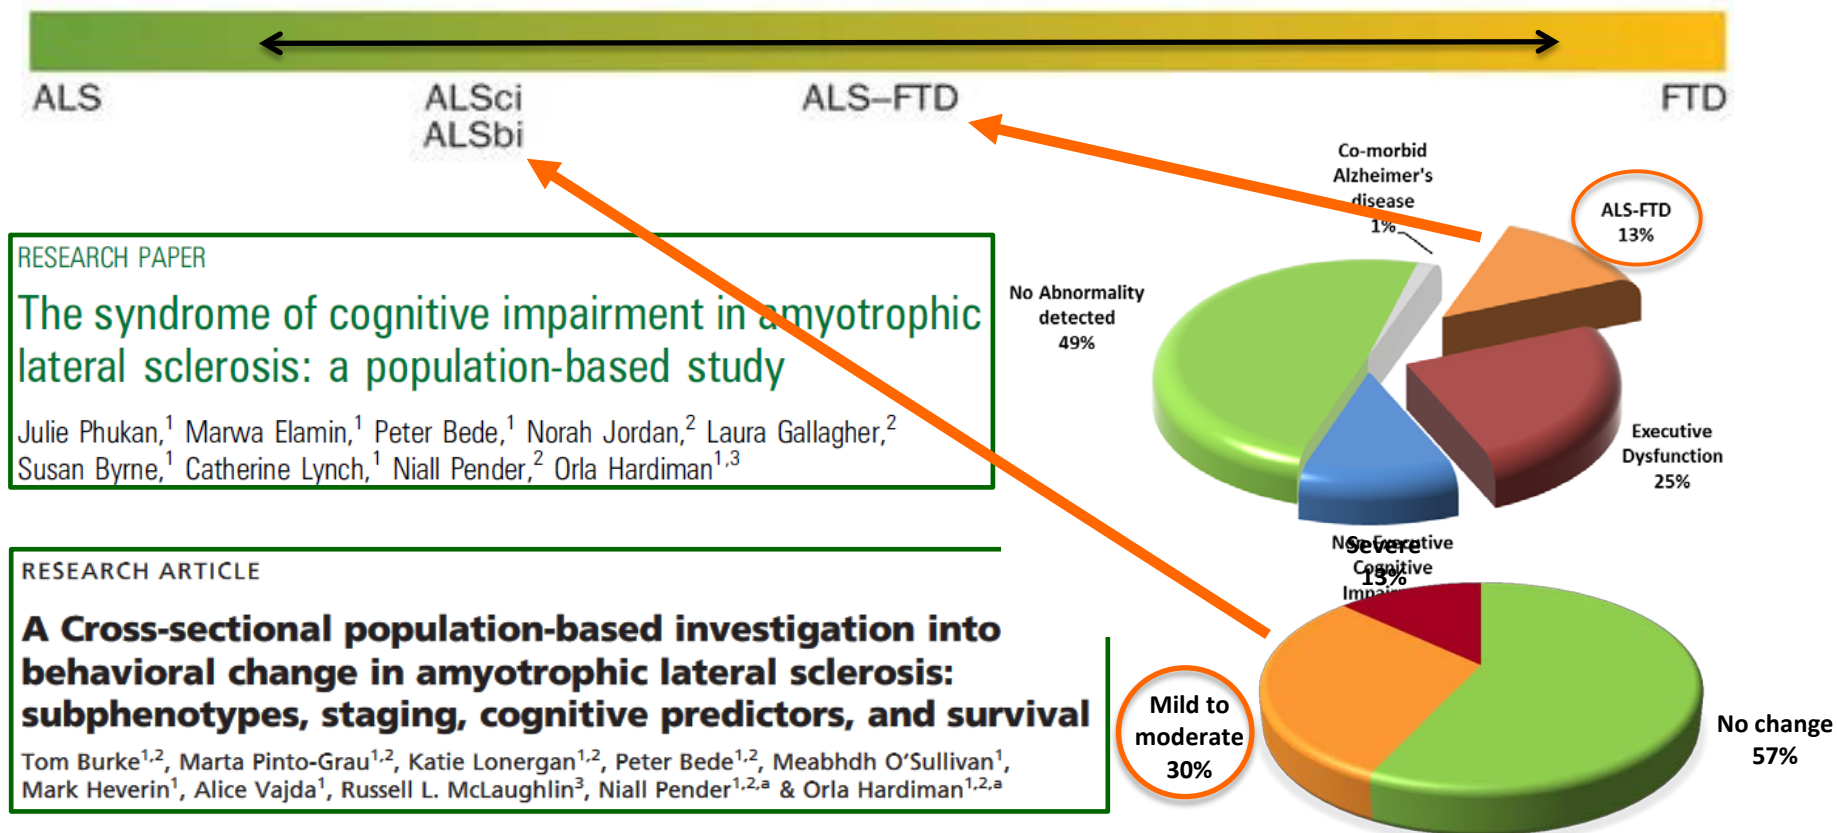 ALS
ALSci
ALSbi
ALS–FTD
FTD
RESEARCH PAPER
The syndrome of cognitive impairment in amyotrophic
lateral sclerosis: a population-based study
Julie Phukan,1 Marwa Elamin,1 Peter Bede,1 Norah Jordan,2 Laura Gallagher,2
Susan Byrne,1 Catherine Lynch,1 Niall Pender,2 Orla Hardiman1,3
Co-morbid
Alzheimer's
disease
1%
ALS-FTD
13%
No Abnormality
detected
49%
Executive
Dysfunction
25%
Non-Executive
Cognitive
Severe
13%
RESEARCH ARTICLE
A Cross-sectional population-based investigation into
behavioral change in amyotrophic lateral sclerosis:
subphenotypes, staging, cognitive predictors, and survival
Tom Burke1,2, Marta Pinto-Grau1,2, Katie Lonergan1,2, Peter Bede1,2, Meabhdh O'Sullivan1,
Mark Heverin1, Alice Vajda1, Russell L. McLaughlin3, Niall Pender1,2,a & Orla Hardiman1,2,a
Mild to
moderate
30%
No change
57%